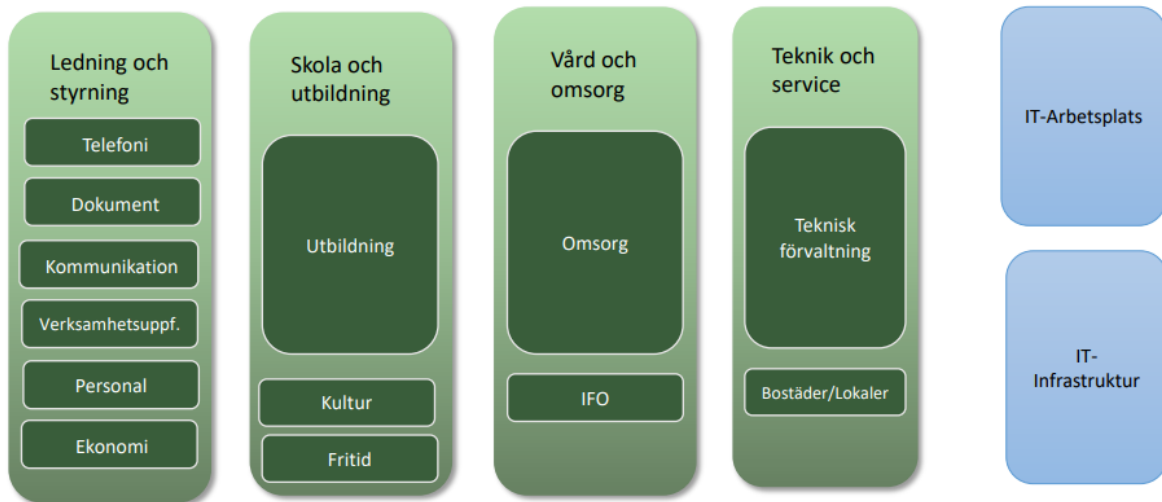 Ledning och
styrning
Telefoni
Dokument
Kommunikation
Verksamhetsuppf.
Personal
Ekonomi
Skola och
utbildning
Utbildning
Kultur
Fritid
Vård och
omsorg
Omsorg
IFO
Teknik och
service
Teknisk
förvaltning
Bostäder/Lokaler
IT-Arbetsplats
IT-
Infrastruktur